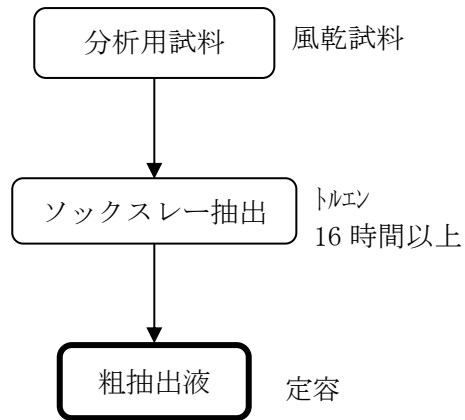 分析用試料
風乾試料
ソックスレー抽出
ﾄﾙｴﾝ
16 時間以上
粗抽出液
定容